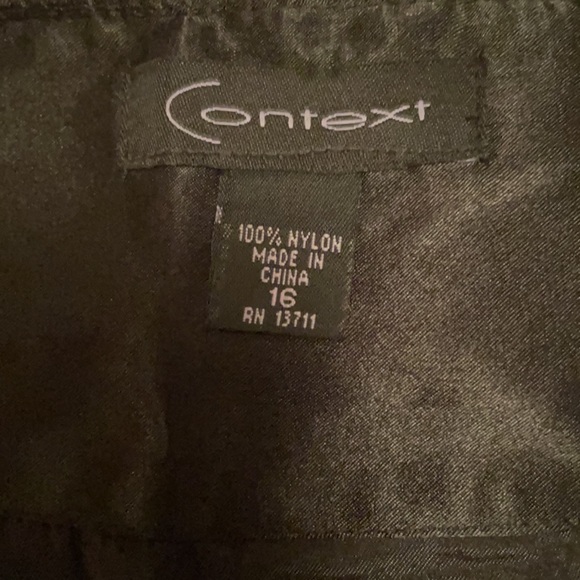 Context
100% NYLON
MADE IN
CHINA
16
RN 13711